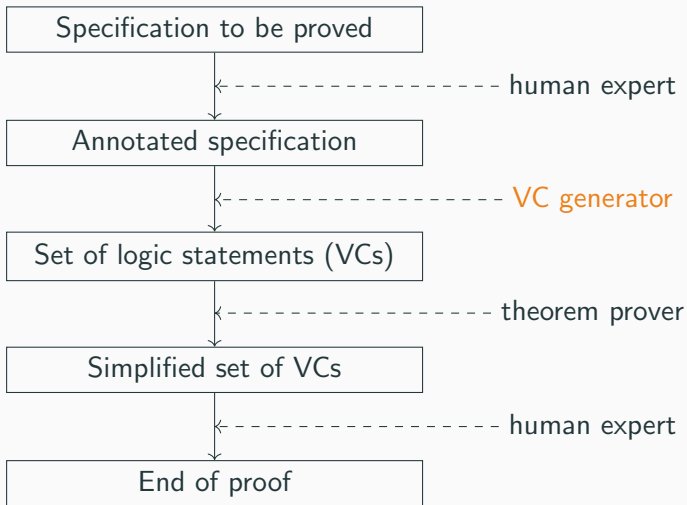 Specification to be proved
human expert
Annotated specification
VC generator
Set of logic statements (VCs)
theorem prover
Simplified set of VCs
human expert
End of proof